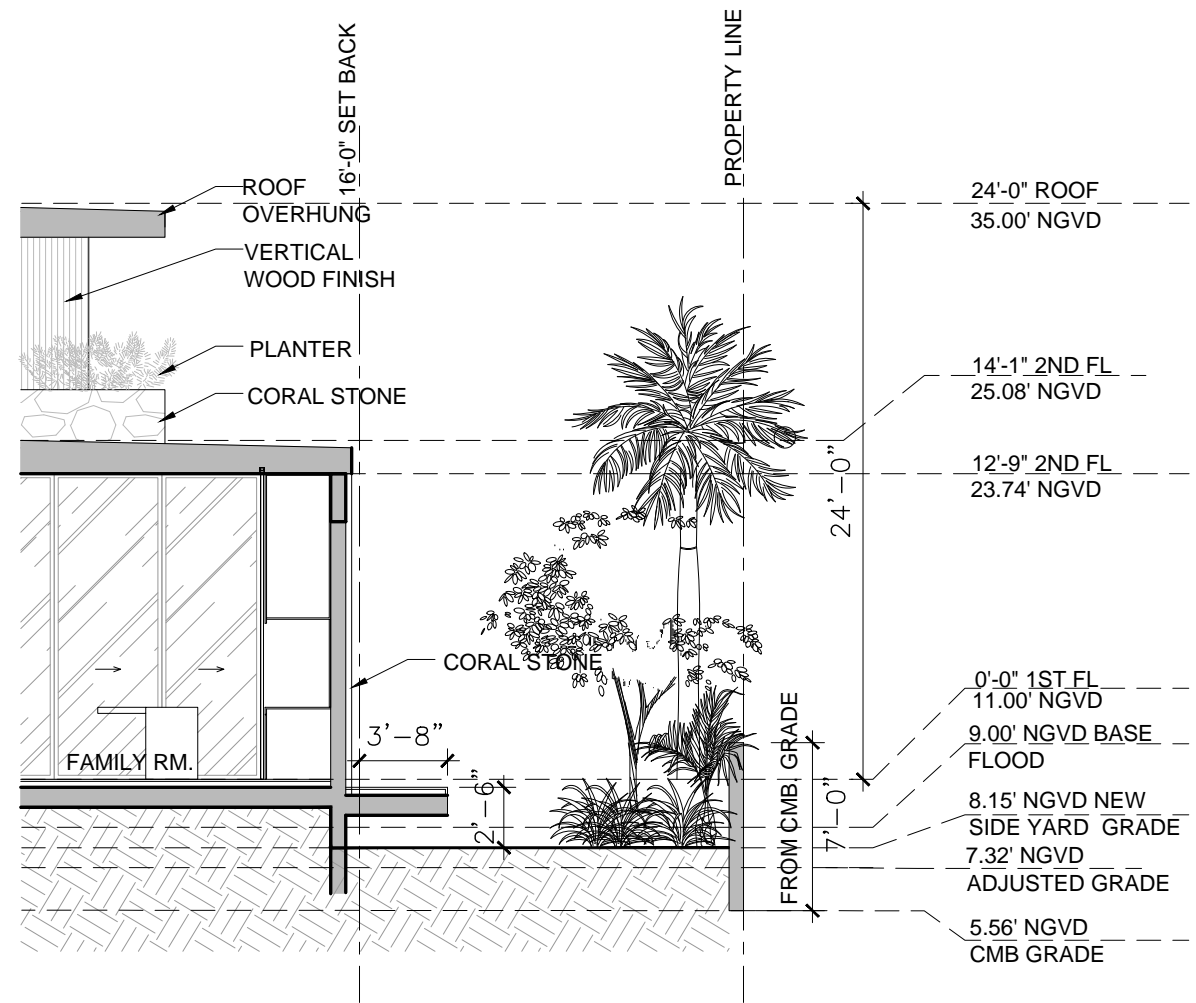 16'-0" SET BACK
PROPERTY LINE
ROOF
OVERHUNG
VERTICAL
WOOD FINISH
PLANTER
CORAL STONE
24'-0" ROOF
35.00' NGVD
14'-1" 2ND FL
25.08' NGVD
12'-9" 2ND FL
23.74' NGVD
24'-0"
CORAL STONE
3'-8"
FAMILY RM.
2'-6"
FROM CMB. GRADE
7'-0"
0'-0" 1ST FL
11.00' NGVD
9.00' NGVD BASE
FLOOD
8.15' NGVD NEW
SIDE YARD GRADE
7.32' NGVD
ADJUSTED GRADE
5.56' NGVD
CMB GRADE